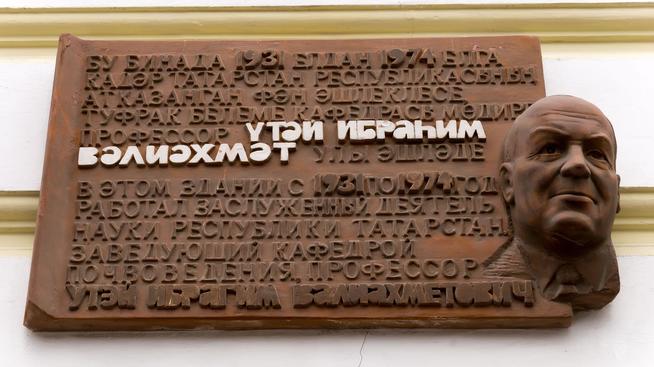 БУ БИНАДА 1931 ЕЛДАН 1974 ЕЛГА
КАДӘР ТАТАРСТАН РЕСПУБЛИКАСЫНЫҢ
АТКАЗАНГАН ФӘН ЭШЛЕКЛЕСЕ
ТУФРАК БЕЛЕМЕ КАФЕДРАСЫ МӨДИРЕ
ПРОФЕССОР ҮТӘЙ ИБРАҺИМ
ВӘЛИӘХМӘТ УЛЫ ЭШЛӘДЕ
В ЭТОМ ЗДАНИИ С 1931 ПО 1974 ГОД
РАБОТАЛ ЗАСЛУЖЕННЫЙ ДЕЯТЕЛЬ
НАУКИ РЕСПУБЛИКИ ТАТАРСТАН,
ЗАВЕДУЮЩИЙ КАФЕДРОЙ
ПОЧВОВЕДЕНИЯ ПРОФЕССОР
УТЭЙ ИБРАГИМ ВӘЛИАХМЕТОВИЧ